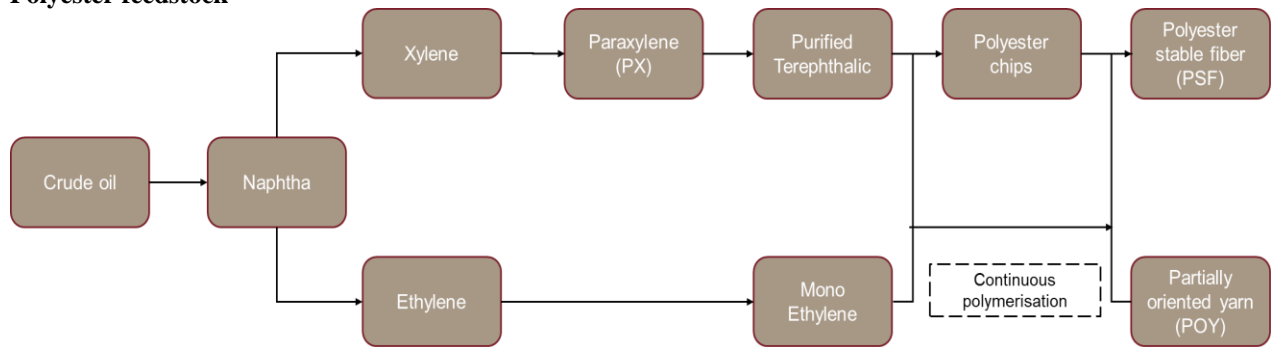 Polyester feedstock
Xylene
Paraxylene
(PX)
Purified
Terephthalic
Polyester
chips
Polyester
stable fiber
(PSF)
Crude oil
Naphtha
Ethylene
Mono
Ethylene
Continuous
polymerisation
Partially
oriented yarn
(POY)